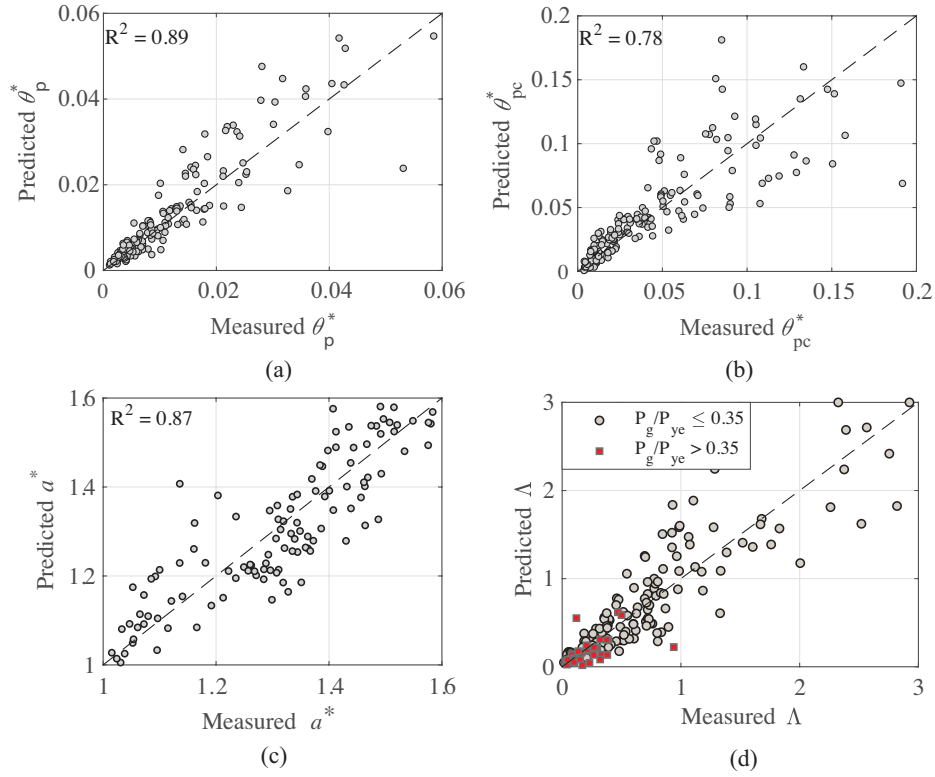 R² = 0.89
Predicted θ*p
0.06
0.04
0.02
0
0 0.02 0.04 0.06
Measured θ*p
(a)
R² = 0.78
Predicted θ*pc
0.20
0.15
0.10
0.05
0
0 0.05 0.1 0.15 0.2
Measured θ*pc
(b)
R² = 0.87
Predicted a*
1.6
1.4
1.2
1
1 1.2 1.4 1.6
Measured a*
(c)
Pg/Pye ≤ 0.35
Pg/Pye > 0.35
Predicted Λ
3
2
1
0
0 1 2 3
Measured Λ
(d)